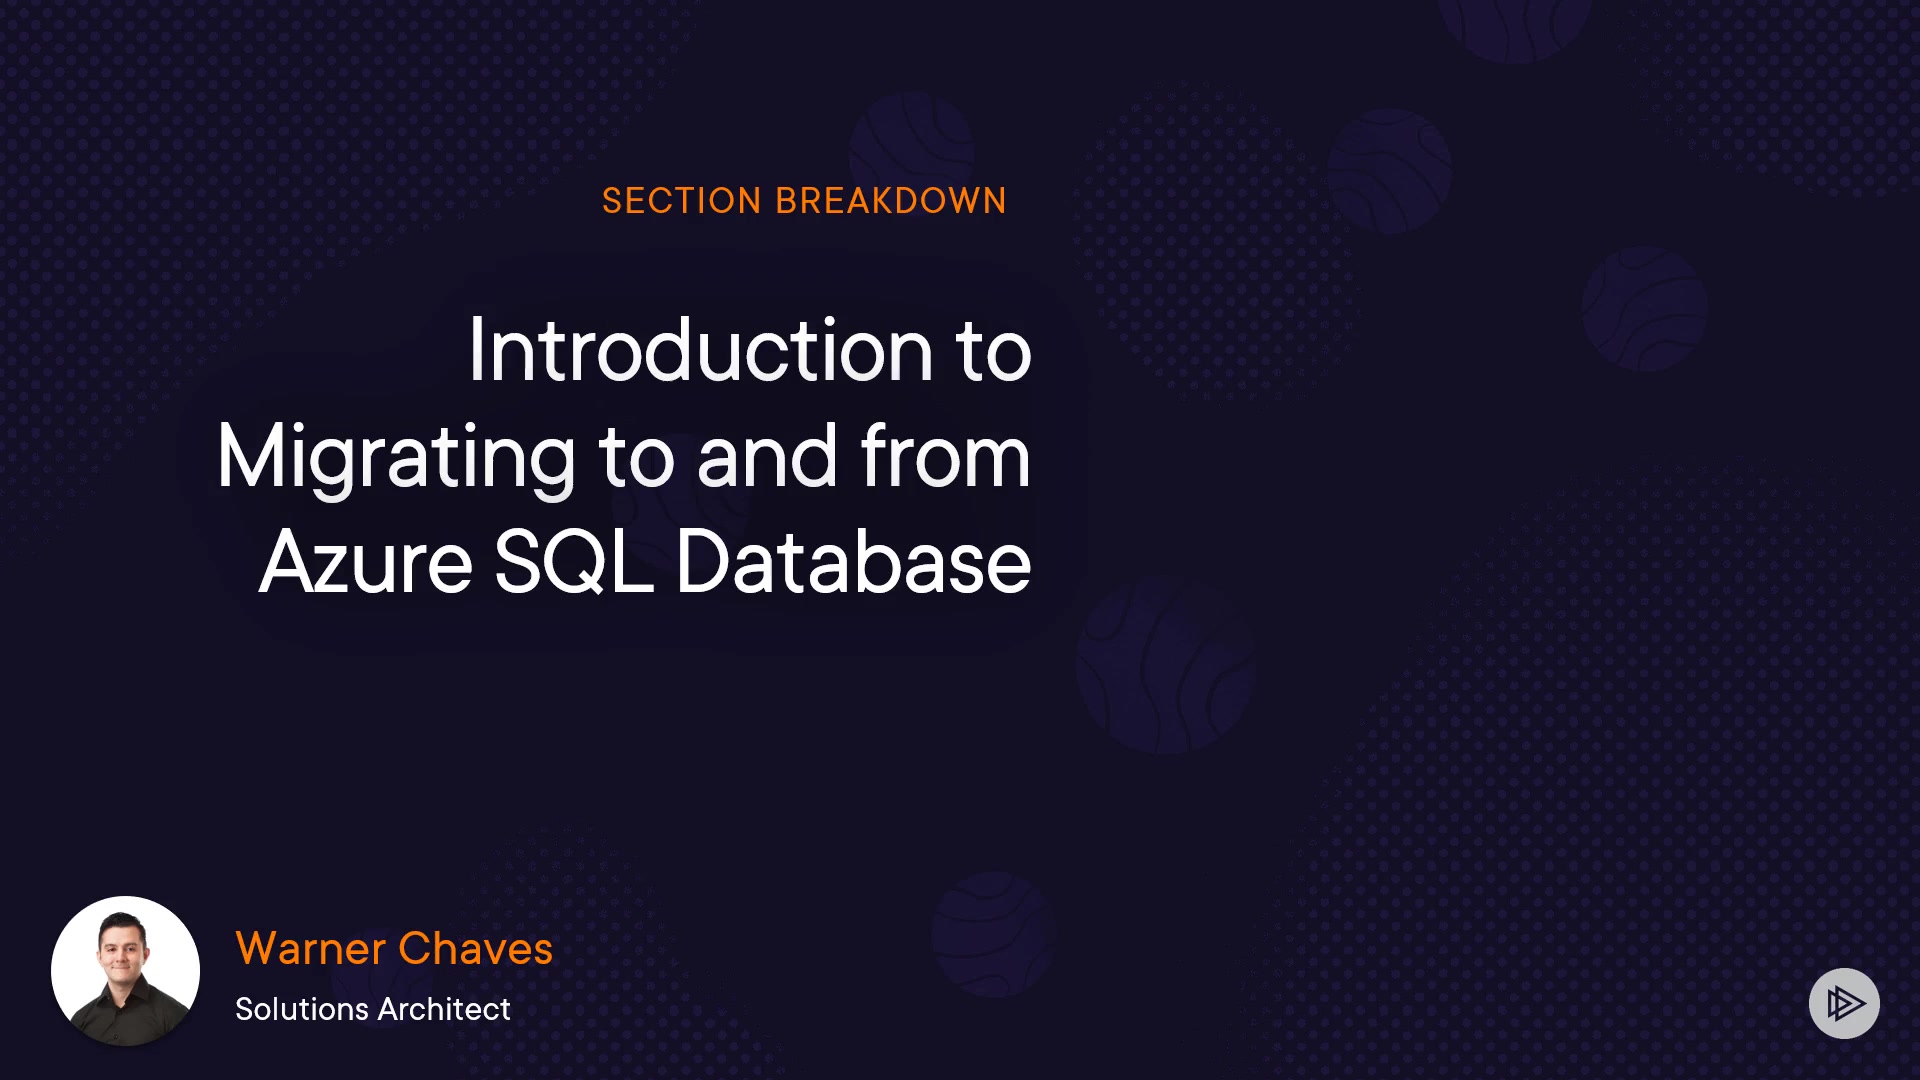 SECTION BREAKDOWN
Introduction to
Migrating to and from
Azure SQL Database
Warner Chaves
Solutions Architect